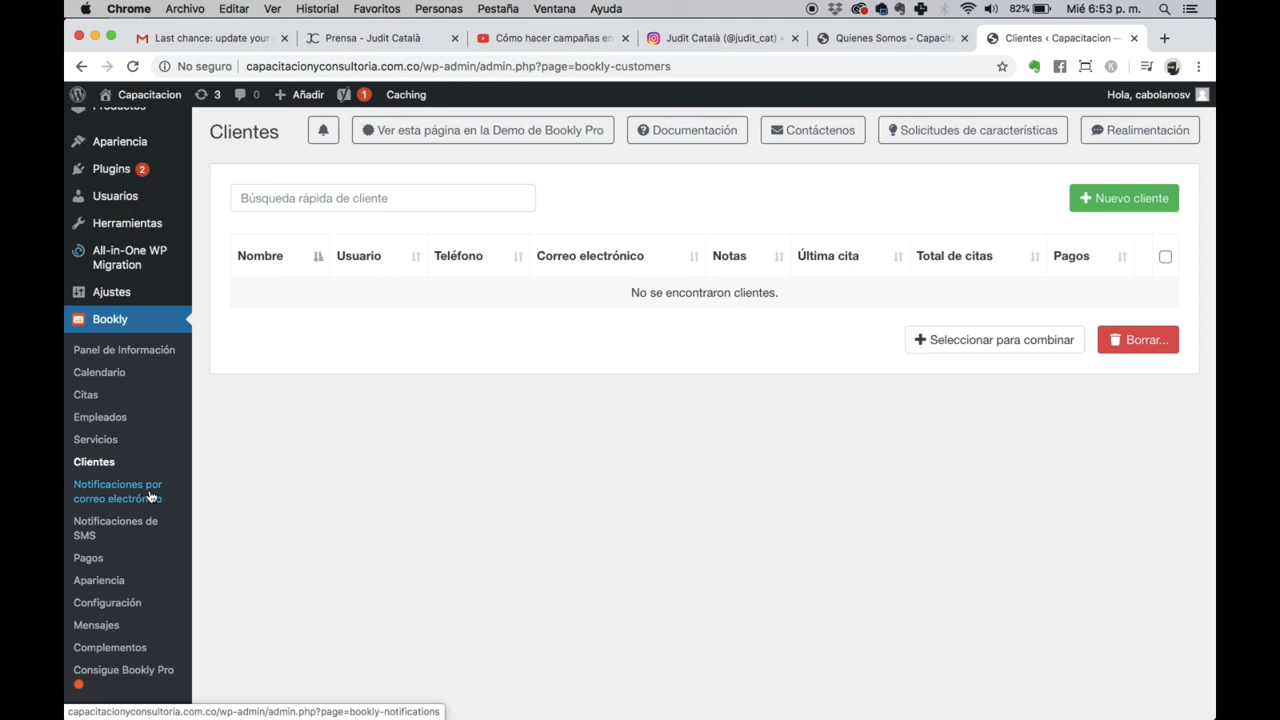 Chrome Archivo Editar Ver Historial Favoritos Personas Pestaña Ventana Ayuda 82% Mié 6:53 p. m.
Last chance: update your
Prensa - Judit Català
Cómo hacer campañas en
Judit Català (@judit_cat) •
Quienes Somos - Capacit
Clientes ‹ Capacitacion —
No seguro | capacitacionyconsultoria.com.co/wp-admin/admin.php?page=bookly-customers
Capacitacion 3 0 Añadir 1 Caching Hola, cabolanosv
Productos
Apariencia
Plugins 2
Usuarios
Herramientas
All-in-One WP
Migration
Ajustes
Bookly
Panel de Información
Calendario
Citas
Empleados
Servicios
Clientes
Notificaciones por
correo electrónico
Notificaciones de
SMS
Pagos
Apariencia
Configuración
Mensajes
Complementos
Consigue Bookly Pro
Clientes
Ver esta página en la Demo de Bookly Pro
Documentación
Contáctenos
Solicitudes de características
Realimentación
Búsqueda rápida de cliente
Nuevo cliente
Nombre Usuario Teléfono Correo electrónico Notas Última cita Total de citas Pagos
No se encontraron clientes.
Seleccionar para combinar
Borrar...
capacitacionyconsultoria.com.co/wp-admin/admin.php?page=bookly-notifications